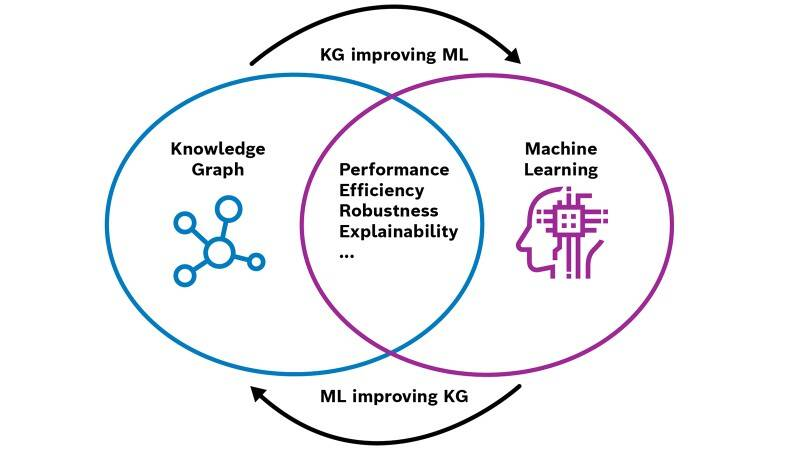 KG improving ML
Knowledge
Graph
Performance
Efficiency
Robustness
Explainability
...
Machine
Learning
ML improving KG